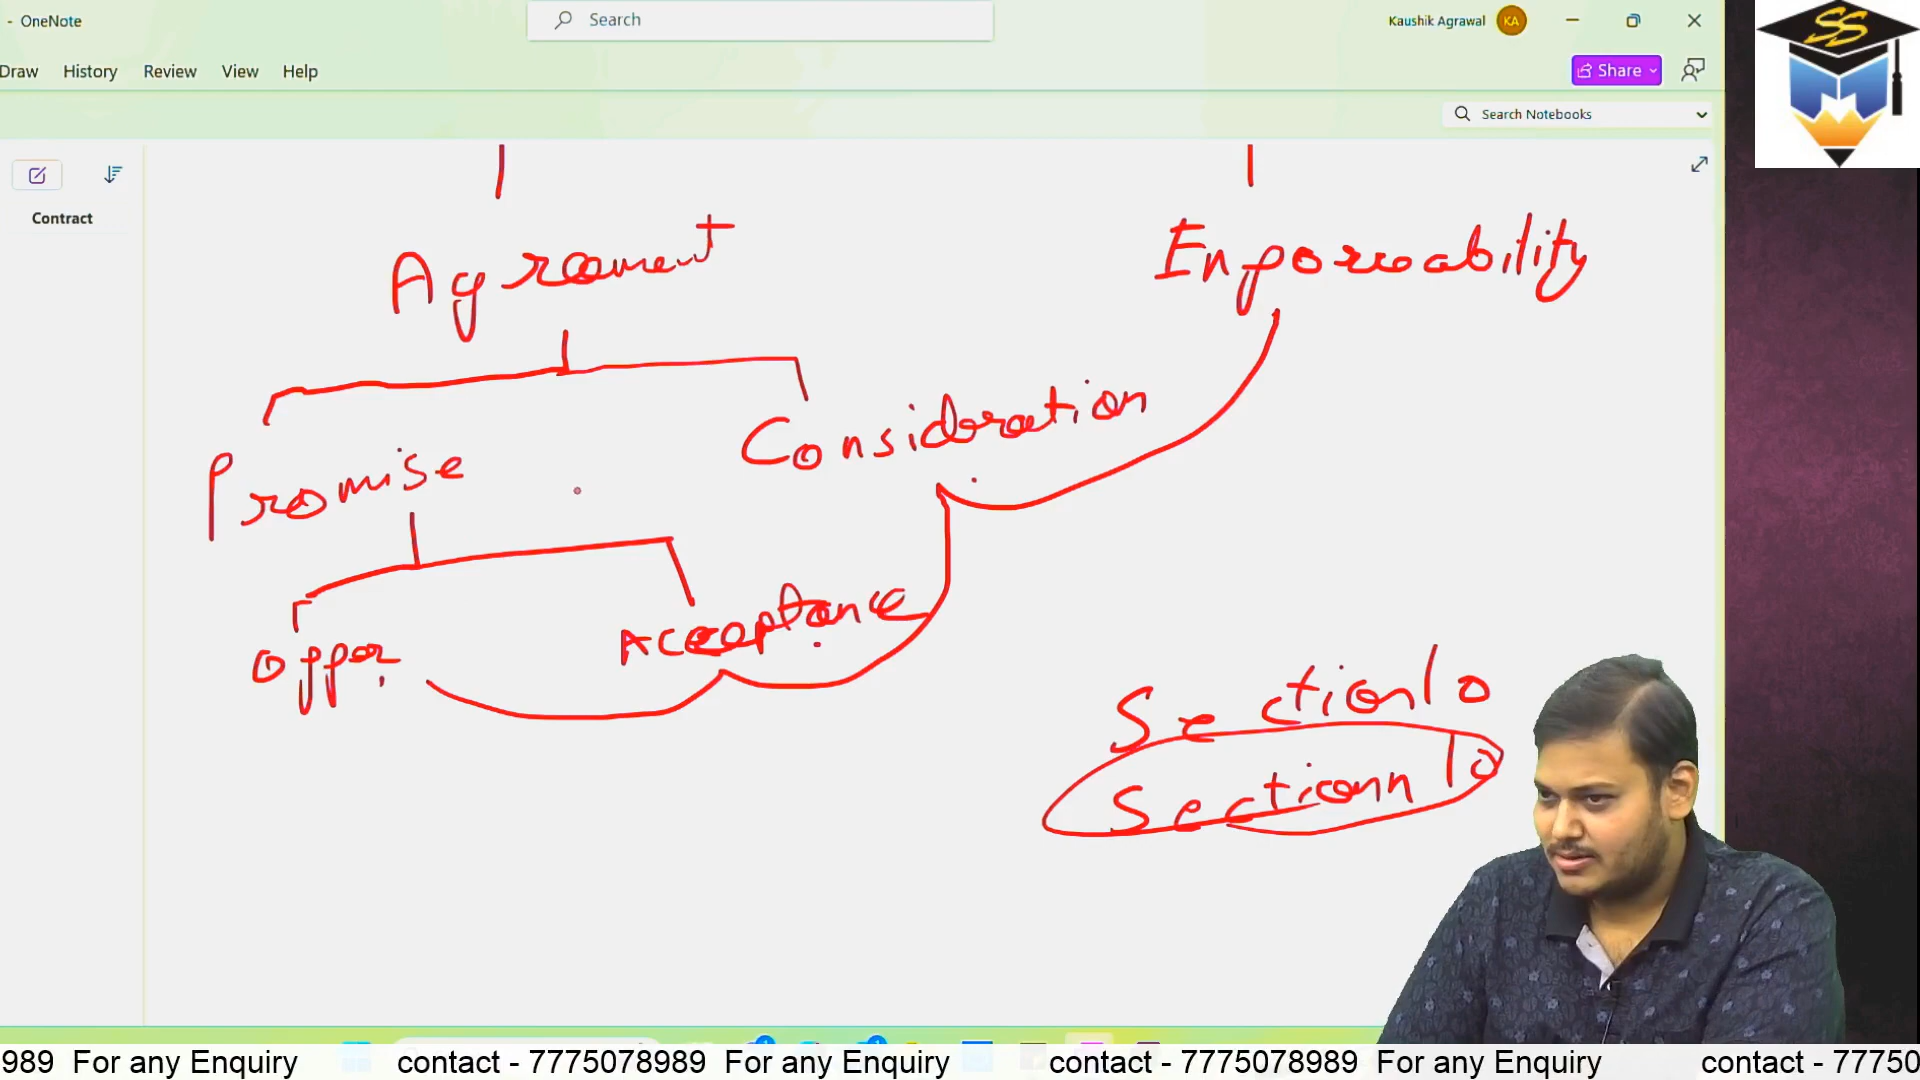 - OneNote
Search
Kaushik Agrawal KA
Draw History Review View Help
Share
SS
Search Notebooks
Contract
Agreement
Enforceability
Promise
Consideration
Offer
Acceptance
Section 10
Section 10
989 For any Enquiry contact - 7775078989 For any Enquiry contact - 7775078989 For any Enquiry contact - 77750